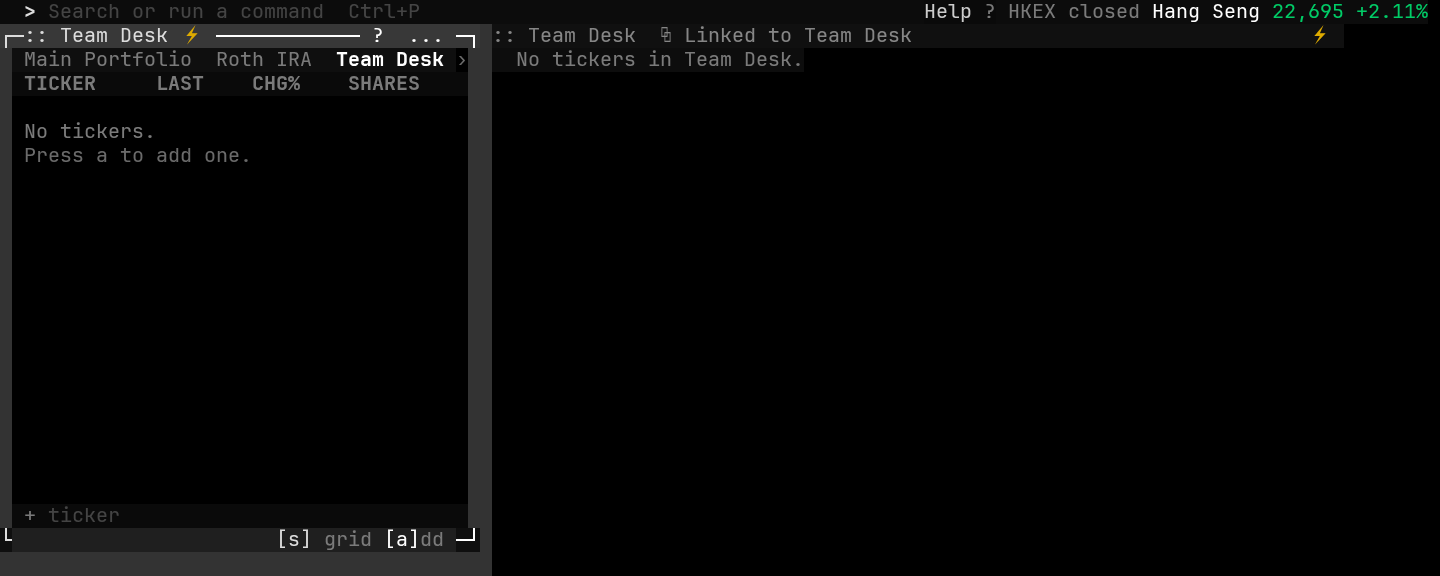 > Search or run a command  Ctrl+P  Help ? HKEX closed Hang Seng 22,695 +2.11%
:: Team Desk ⚡ ? ... :: Team Desk  Linked to Team Desk ⚡
Main Portfolio  Roth IRA  Team Desk ›  No tickers in Team Desk.
TICKER  LAST  CHG%  SHARES
No tickers.
Press a to add one.
+ ticker
[s] grid [a]dd